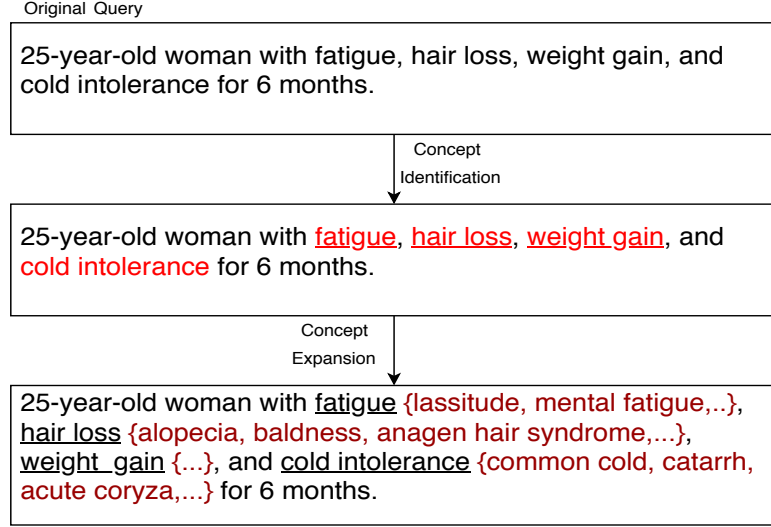 Original Query
25-year-old woman with fatigue, hair loss, weight gain, and
cold intolerance for 6 months.
Concept
Identification
25-year-old woman with fatigue, hair loss, weight gain, and
cold intolerance for 6 months.
Concept
Expansion
25-year-old woman with fatigue {lassitude, mental fatigue,..},
hair loss {alopecia, baldness, anagen hair syndrome,...},
weight gain {...}, and cold intolerance {common cold, catarrh,
acute coryza,...} for 6 months.